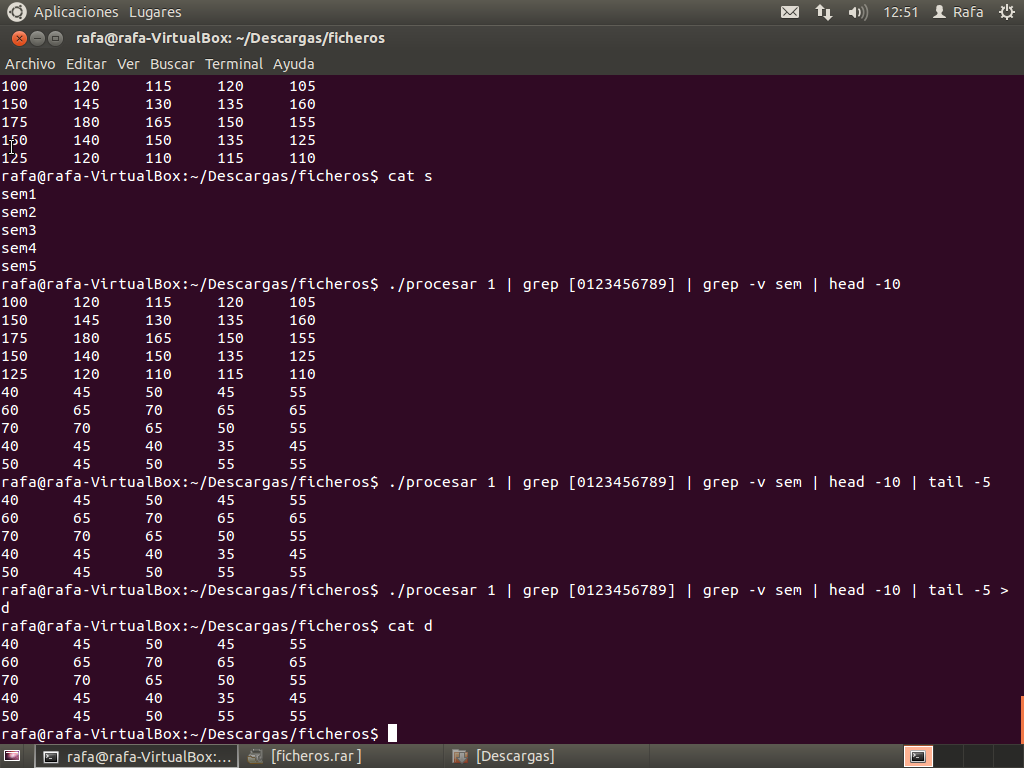 Aplicaciones Lugares 12:51 Rafa
rafa@rafa-VirtualBox: ~/Descargas/ficheros
Archivo Editar Ver Buscar Terminal Ayuda
100 120 115 120 105
150 145 130 135 160
175 180 165 150 155
150 140 150 135 125
125 120 110 115 110
rafa@rafa-VirtualBox:~/Descargas/ficheros$ cat s
sem1
sem2
sem3
sem4
sem5
rafa@rafa-VirtualBox:~/Descargas/ficheros$ ./procesar 1 | grep [0123456789] | grep -v sem | head -10
100 120 115 120 105
150 145 130 135 160
175 180 165 150 155
150 140 150 135 125
125 120 110 115 110
40 45 50 45 55
60 65 70 65 65
70 70 65 50 55
40 45 40 35 45
50 45 50 55 55
rafa@rafa-VirtualBox:~/Descargas/ficheros$ ./procesar 1 | grep [0123456789] | grep -v sem | head -10 | tail -5
40 45 50 45 55
60 65 70 65 65
70 70 65 50 55
40 45 40 35 45
50 45 50 55 55
rafa@rafa-VirtualBox:~/Descargas/ficheros$ ./procesar 1 | grep [0123456789] | grep -v sem | head -10 | tail -5 >
d
rafa@rafa-VirtualBox:~/Descargas/ficheros$ cat d
40 45 50 45 55
60 65 70 65 65
70 70 65 50 55
40 45 40 35 45
50 45 50 55 55
rafa@rafa-VirtualBox:~/Descargas/ficheros$
rafa@rafa-VirtualBox:... [ficheros.rar ] [Descargas]